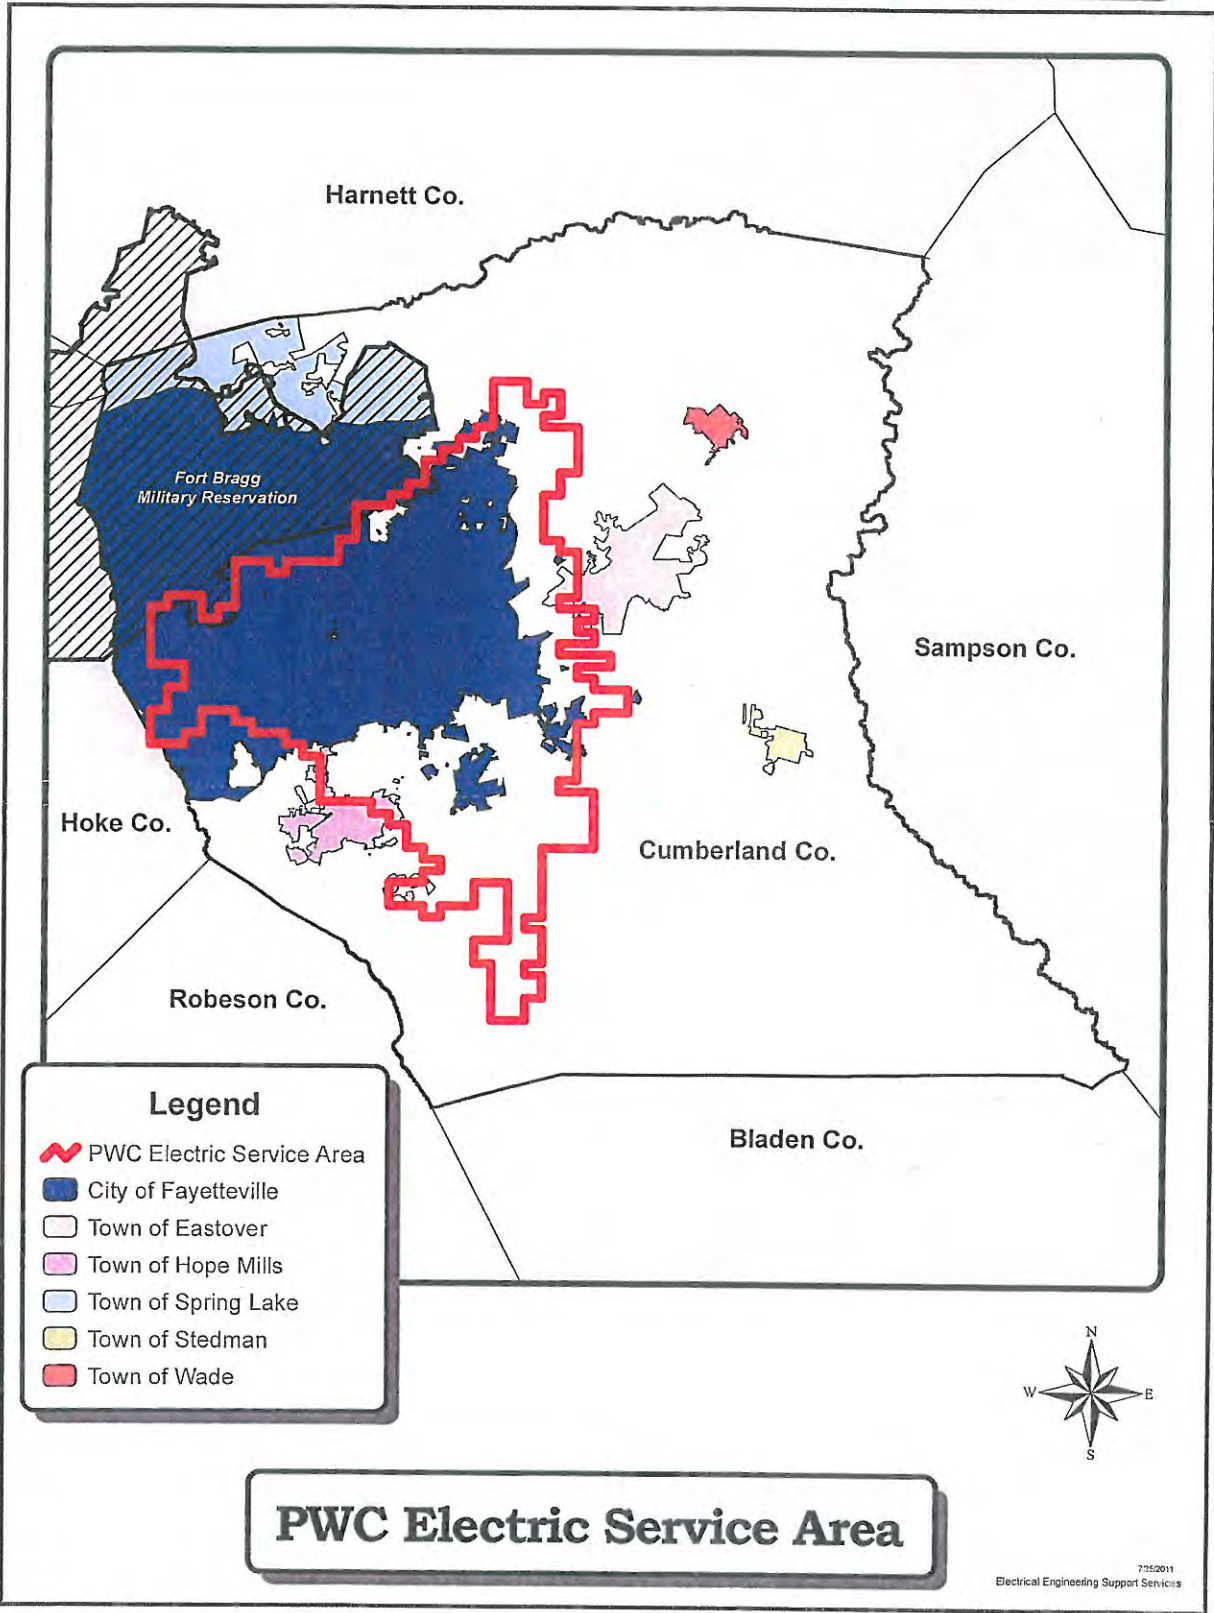 Harnett Co.
Fort Bragg
Military Reservation
Sampson Co.
Hoke Co.
Cumberland Co.
Robeson Co.
Bladen Co.
Legend
PWC Electric Service Area
City of Fayetteville
Town of Eastover
Town of Hope Mills
Town of Spring Lake
Town of Stedman
Town of Wade
N
W
E
S
PWC Electric Service Area
7/25/2011
Electrical Engineering Support Services